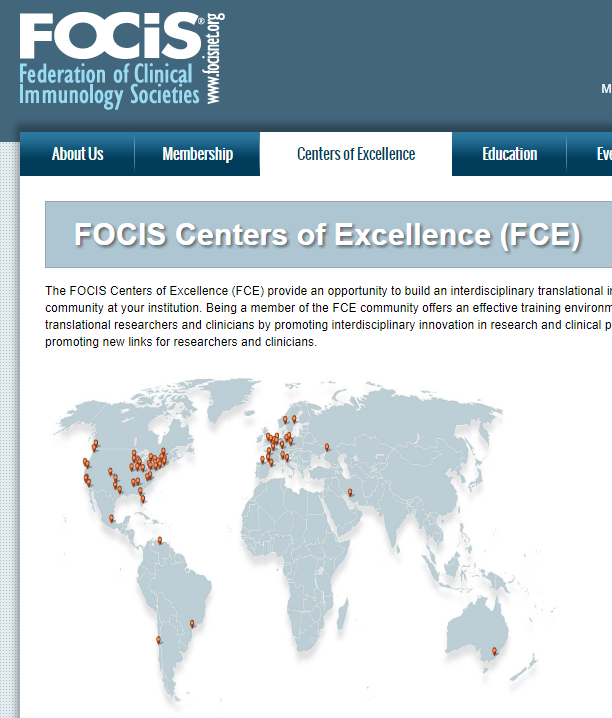 FOCiS®
www.focisnet.org
Federation of Clinical
Immunology Societies
M
About Us
Membership
Centers of Excellence
Education
Eve
FOCIS Centers of Excellence (FCE)
The FOCIS Centers of Excellence (FCE) provide an opportunity to build an interdisciplinary translational
community at your institution. Being a member of the FCE community offers an effective training environm
translational researchers and clinicians by promoting interdisciplinary innovation in research and clinical p
promoting new links for researchers and clinicians.